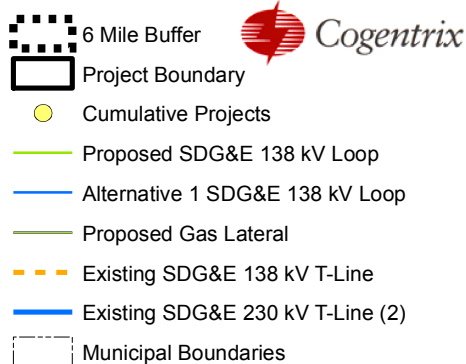 6 Mile Buffer
Cogentrix
Project Boundary
Cumulative Projects
Proposed SDG&E 138 kV Loop
Alternative 1 SDG&E 138 kV Loop
Proposed Gas Lateral
Existing SDG&E 138 kV T-Line
Existing SDG&E 230 kV T-Line (2)
Municipal Boundaries